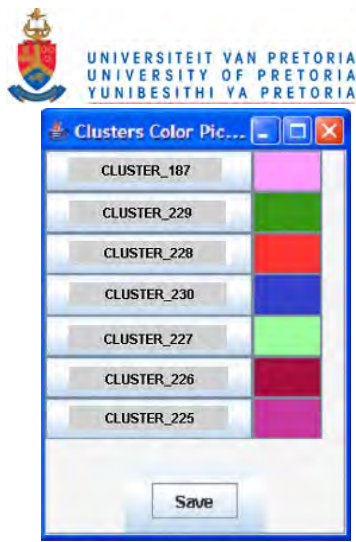 UNIVERSITEIT VAN PRETORIA
UNIVERSITY OF PRETORIA
YUNIBESITHI YA PRETORIA
Clusters Color Pic...
CLUSTER_187
CLUSTER_229
CLUSTER_228
CLUSTER_230
CLUSTER_227
CLUSTER_226
CLUSTER_225
Save